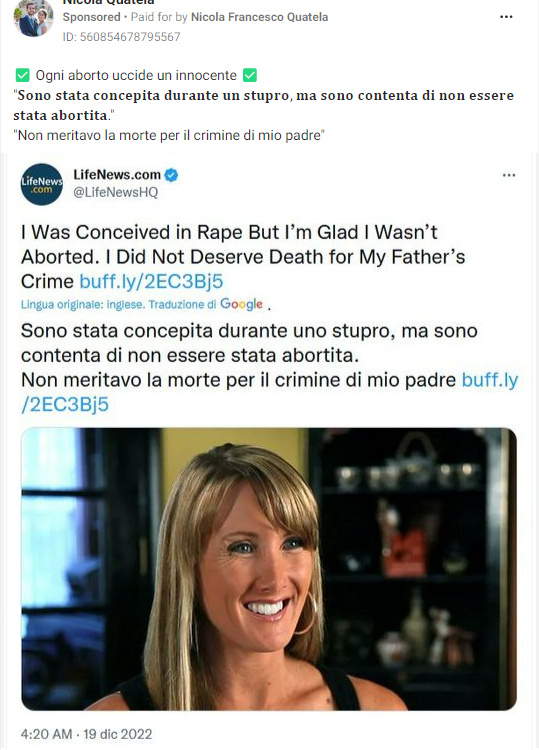 Nicola Quatela
Sponsored • Paid for by Nicola Francesco Quatela
ID: 560854678795567
✅ Ogni aborto uccide un innocente ✅
"Sono stata concepita durante un stupro, ma sono contenta di non essere
stata abortita."
"Non meritavo la morte per il crimine di mio padre"
LifeNews
.com
LifeNews.com
@LifeNewsHQ
I Was Conceived in Rape But I'm Glad I Wasn't
Aborted. I Did Not Deserve Death for My Father's
Crime buff.ly/2EC3Bj5
Lingua originale: inglese. Traduzione di Google .
Sono stata concepita durante uno stupro, ma sono
contenta di non essere stata abortita.
Non meritavo la morte per il crimine di mio padre buff.ly
/2EC3Bj5
4:20 AM · 19 dic 2022